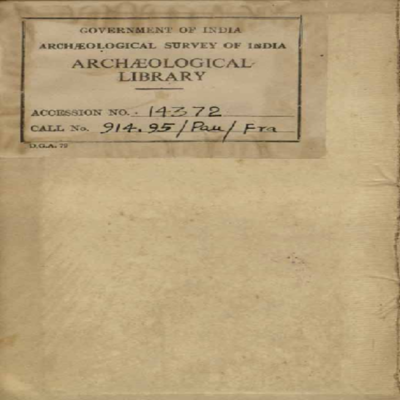 GOVERNMENT OF INDIA
ARCHÆOLOGICAL SURVEY OF INDIA
ARCHÆOLOGICAL
LIBRARY
ACCESSION NO. 14372
CALL No. 914.95/Pau/Fra
D.G.A. 79